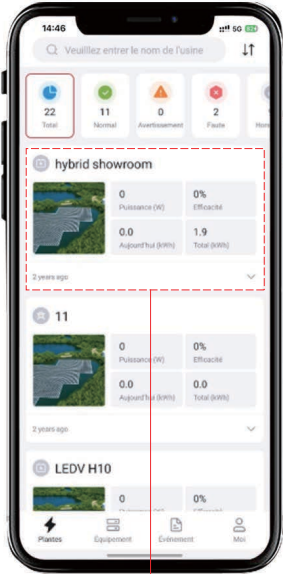 14:46
5G
Veuillez entrer le nom de l'usine
22
Total
11
Normal
0
Avertissement
2
Faute
hybrid showroom
0
Puissance (W)
0%
Efficacité
0.0
Aujourd'hui (kWh)
1.9
Total (kWh)
2 years ago
11
0
Puissance (W)
0%
Efficacité
0.0
Aujourd'hui (kWh)
0.0
Total (kWh)
2 years ago
LEDV H10
0
0%
Plantes
Équipement
Événement
Moi